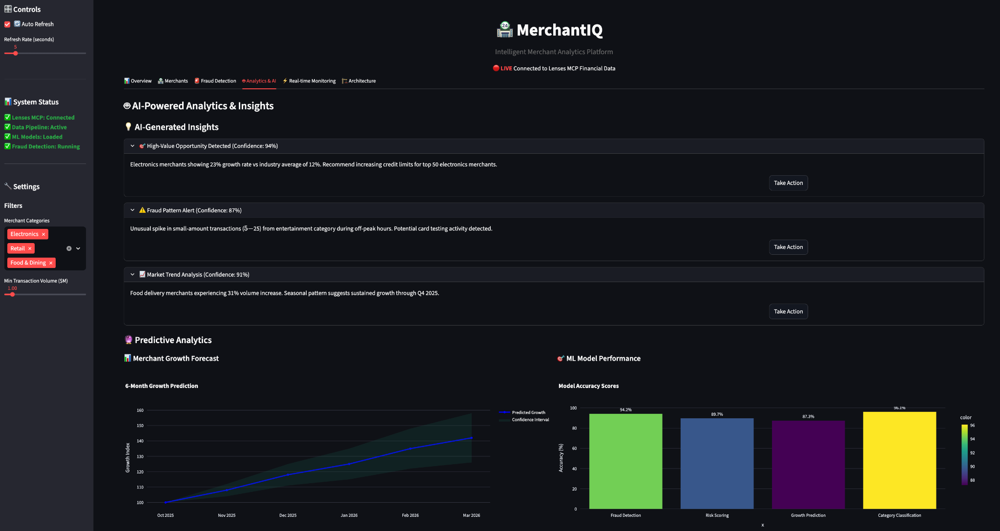 Controls
Auto Refresh
Refresh Rate (seconds)
5
System Status
Lenses MCP: Connected
Data Pipeline: Active
ML Models: Loaded
Fraud Detection: Running
Settings
Filters
Merchant Categories
Electronics ×
Retail ×
Food & Dining ×
Min Transaction Volume ($M)
1.00
24
MerchantIQ
Intelligent Merchant Analytics Platform
LIVE Connected to Lenses MCP Financial Data
Overview Merchants Fraud Detection Analytics & AI Real-time Monitoring Architecture
AI-Powered Analytics & Insights
AI-Generated Insights
High-Value Opportunity Detected (Confidence: 94%)
Electronics merchants showing 23% growth rate vs industry average of 12%. Recommend increasing credit limits for top 50 electronics merchants.
Take Action
Fraud Pattern Alert (Confidence: 87%)
Unusual spike in small-amount transactions (5−25) from entertainment category during off-peak hours. Potential card testing activity detected.
Take Action
Market Trend Analysis (Confidence: 91%)
Food delivery merchants experiencing 31% volume increase. Seasonal pattern suggests sustained growth through Q4 2025.
Take Action
Predictive Analytics
Merchant Growth Forecast
6-Month Growth Prediction
Growth Index
160
150
140
130
120
110
100
Oct 2025 Nov 2025 Dec 2025 Jan 2026 Feb 2026 Mar 2026
Predicted Growth
Confidence Interval
ML Model Performance
Model Accuracy Scores
Accuracy (%)
100
80
60
40
20
0
94.2% 89.7% 87.3% 96.1%
Fraud Detection Risk Scoring Growth Prediction Category Classification
x
color
96
94
92
90
88